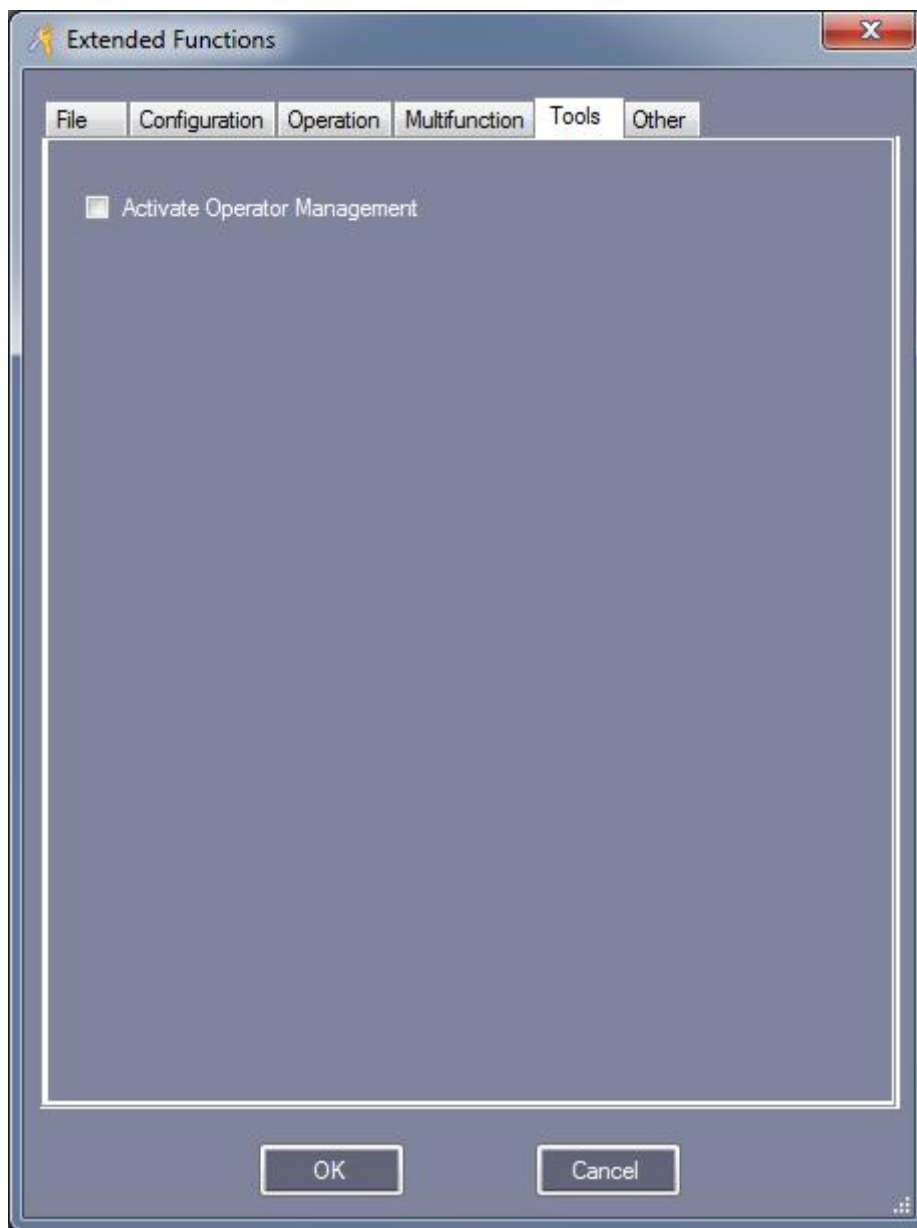 Extended Functions
File Configuration Operation Multifunction Tools Other
Activate Operator Management
OK Cancel